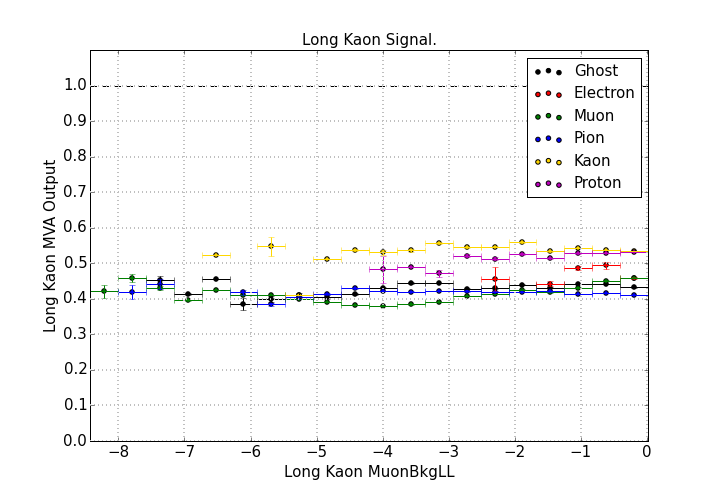 Long Kaon Signal.
Ghost
Electron
Muon
Pion
Kaon
Proton
Long Kaon MVA Output
1.0
0.9
0.8
0.7
0.6
0.5
0.4
0.3
0.2
0.1
0.0
−8 −7 −6 −5 −4 −3 −2 −1 0
Long Kaon MuonBkgLL